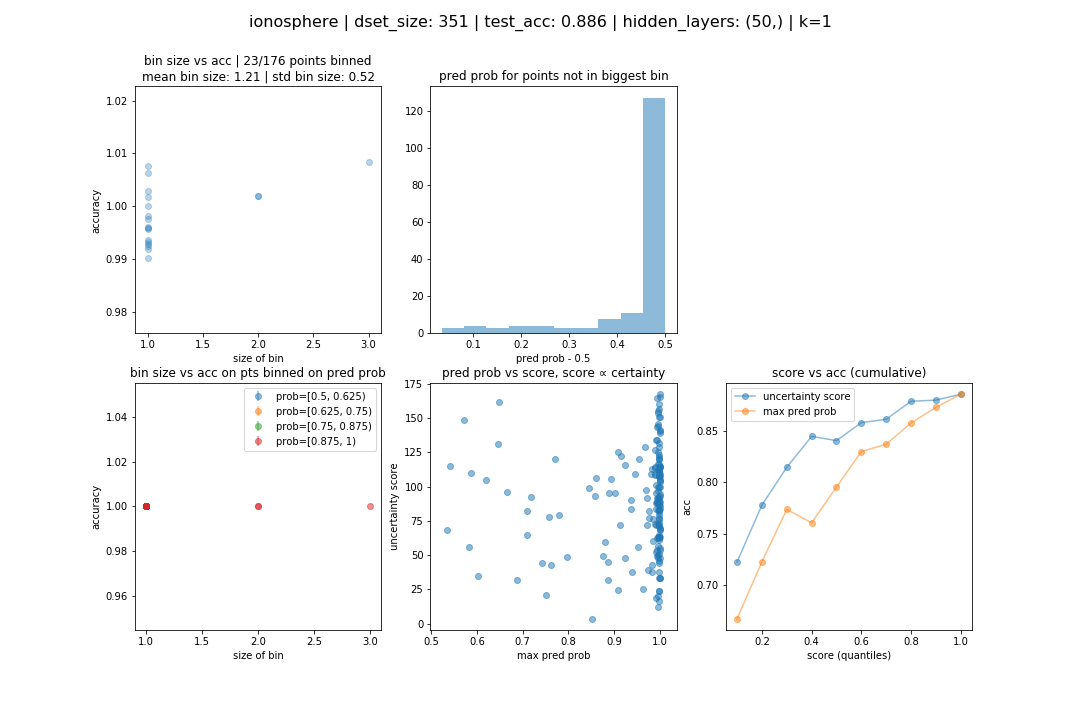 ionosphere | dset_size: 351 | test_acc: 0.886 | hidden_layers: (50,) | k=1
bin size vs acc | 23/176 points binned
mean bin size: 1.21 | std bin size: 0.52
1.02
1.01
1.00
0.99
0.98
accuracy
1.0
1.5
2.0
2.5
3.0
size of bin
pred prob for points not in biggest bin
120
100
80
60
40
20
0
0.1
0.2
0.3
0.4
0.5
pred prob - 0.5
bin size vs acc on pts binned on pred prob
prob=[0.5, 0.625)
prob=[0.625, 0.75)
prob=[0.75, 0.875)
prob=[0.875, 1)
1.04
1.02
1.00
0.98
0.96
accuracy
1.0
1.5
2.0
2.5
3.0
size of bin
pred prob vs score, score ∝ certainty
175
150
125
100
75
50
25
0
uncertainty score
0.5
0.6
0.7
0.8
0.9
1.0
max pred prob
score vs acc (cumulative)
uncertainty score
max pred prob
0.85
0.80
0.75
0.70
acc
0.2
0.4
0.6
0.8
1.0
score (quantiles)